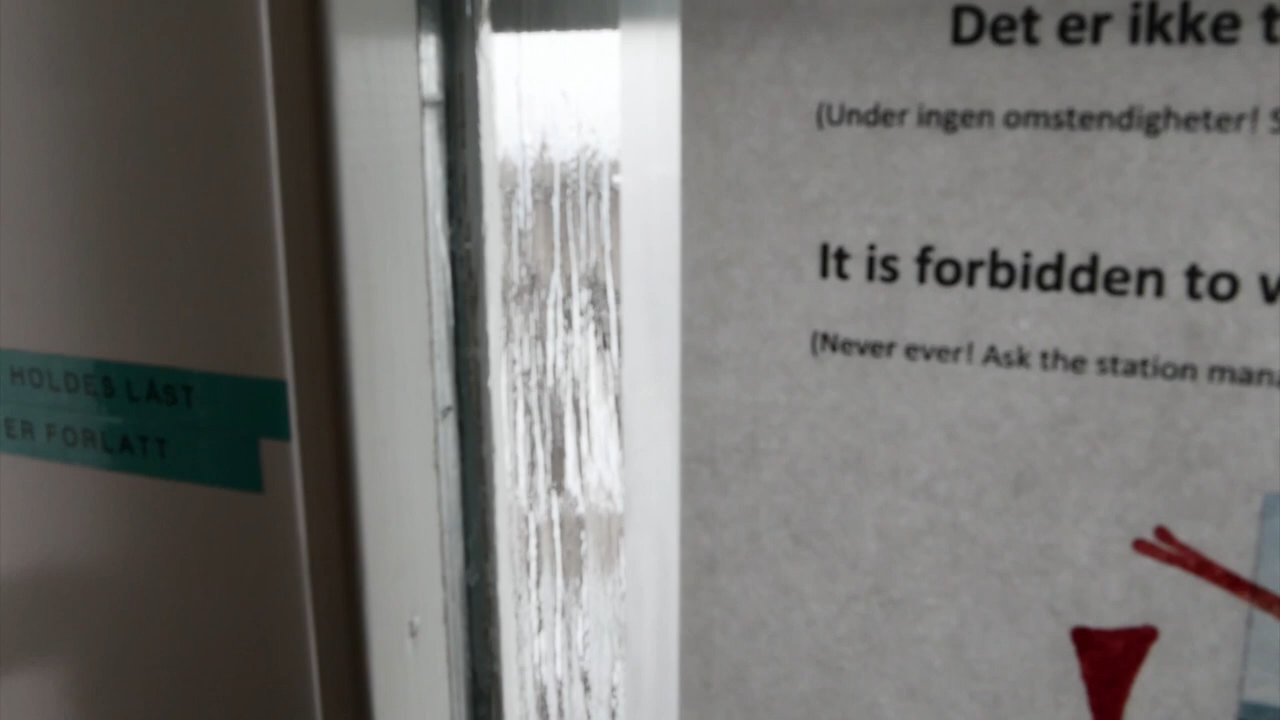 HOLDES LÅST
ER FORLATT
Det er ikke
(Under ingen omstendigheter!
It is forbidden to
(Never ever! Ask the station